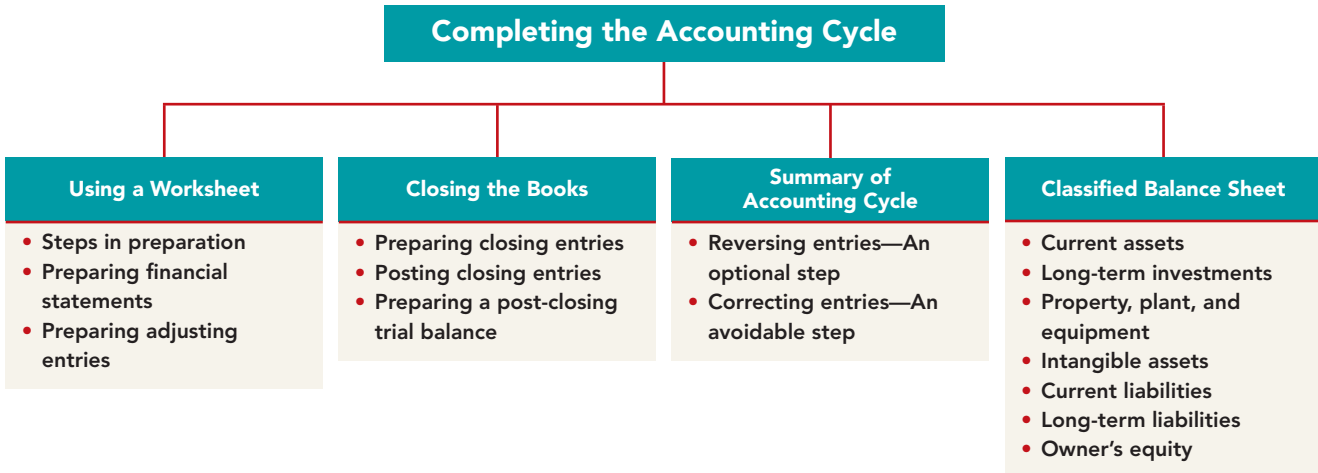 Completing the Accounting Cycle
Using a Worksheet
• Steps in preparation
• Preparing financial
statements
• Preparing adjusting
entries
Closing the Books
• Preparing closing entries
• Posting closing entries
• Preparing a post-closing
trial balance
Summary of
Accounting Cycle
• Reversing entries—An
optional step
• Correcting entries—An
avoidable step
Classified Balance Sheet
• Current assets
• Long-term investments
• Property, plant, and
equipment
• Intangible assets
• Current liabilities
• Long-term liabilities
• Owner’s equity